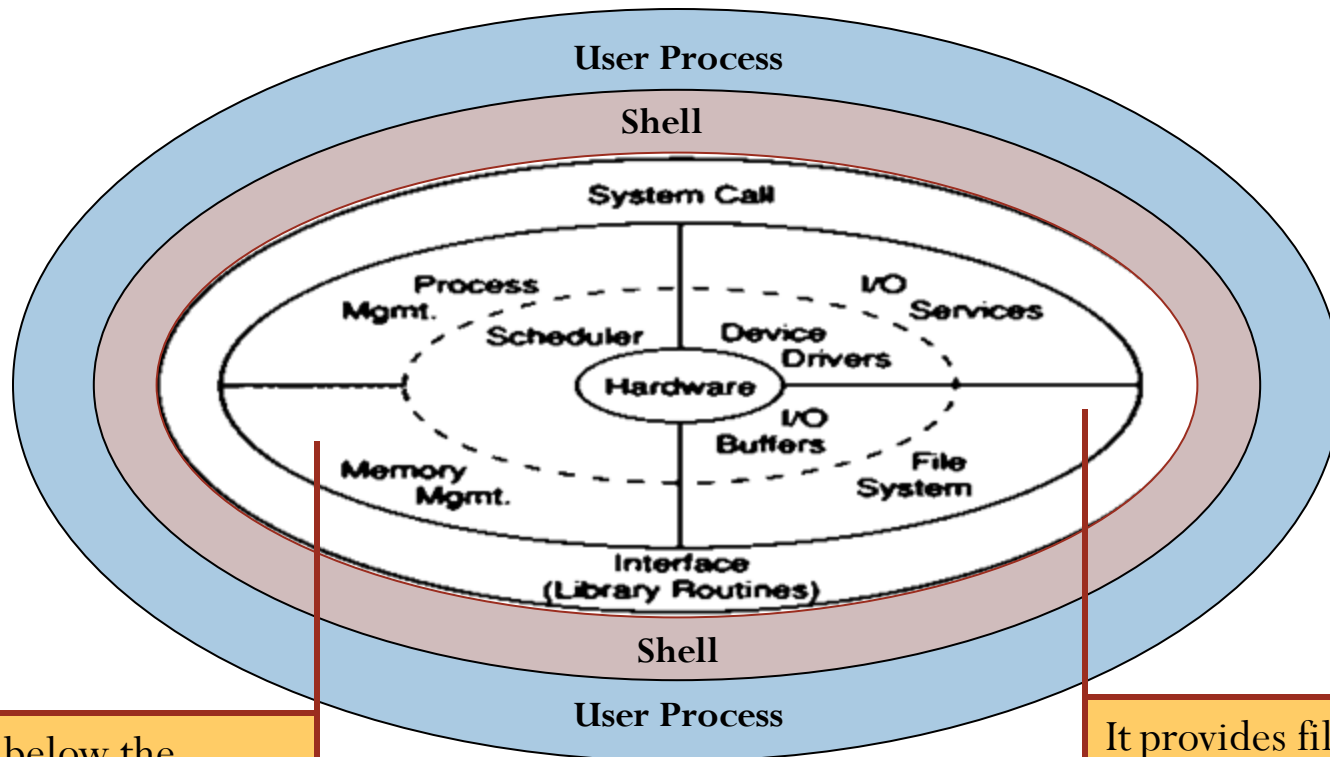 User Process
Shell
System Call
Process
Mgmt.
I/O
Services
Scheduler
Device
Drivers
Hardware
I/O
Buffers
Memory
Mgmt.
File
System
Interface
(Library Routines)
Shell
User Process
below the
It provides fil